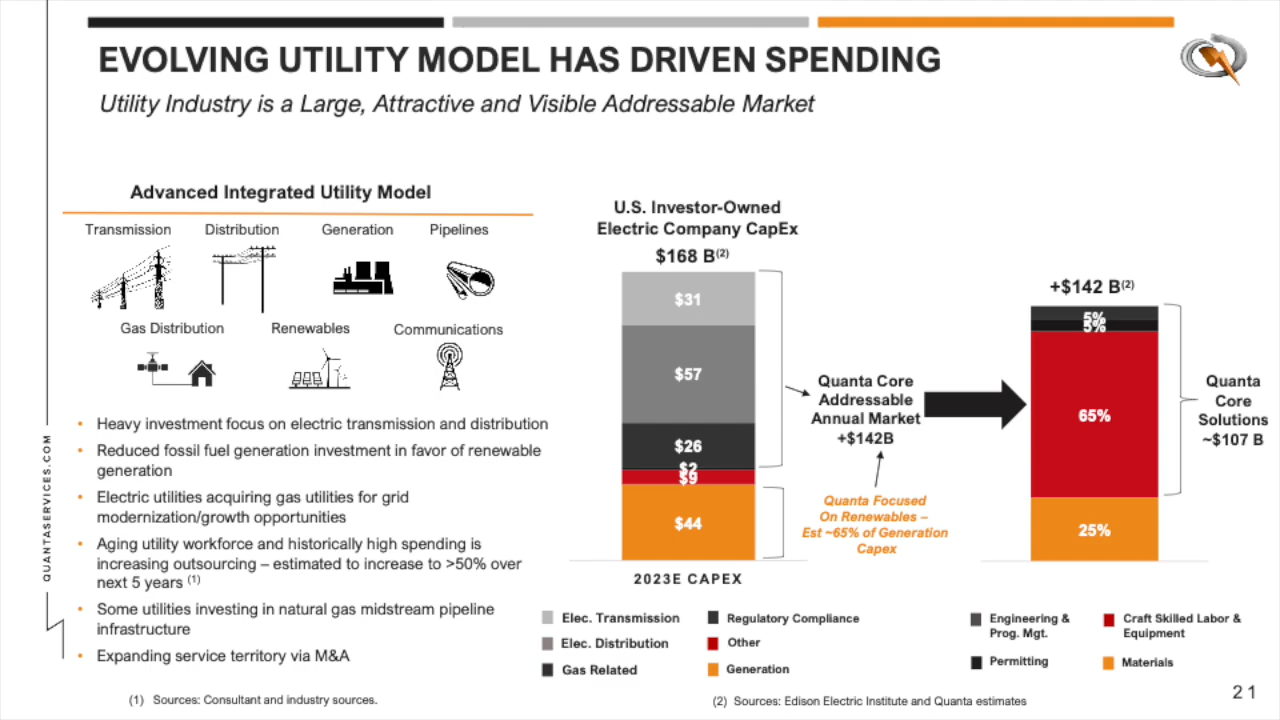 EVOLVING UTILITY MODEL HAS DRIVEN SPENDING
Utility Industry is a Large, Attractive and Visible Addressable Market
Advanced Integrated Utility Model
Transmission
Distribution
Generation
Pipelines
Gas Distribution
Renewables
Communications
• Heavy investment focus on electric transmission and distribution
• Reduced fossil fuel generation investment in favor of renewable
generation
• Electric utilities acquiring gas utilities for grid
modernization/growth opportunities
• Aging utility workforce and historically high spending is
increasing outsourcing – estimated to increase to >50% over
next 5 years (1)
• Some utilities investing in natural gas midstream pipeline
infrastructure
• Expanding service territory via M&A
QUANTASERVICES.COM
U.S. Investor-Owned
Electric Company CapEx
$168 B(2)
$31
$57
$26
$2
$9
$44
2023E CAPEX
Quanta Core
Addressable
Annual Market
+$142B
Quanta Focused
On Renewables –
Est ~65% of Generation
Capex
+$142 B(2)
5%
5%
65%
25%
Quanta
Core
Solutions
~$107 B
Elec. Transmission
Regulatory Compliance
Elec. Distribution
Other
Gas Related
Generation
Engineering &
Prog. Mgt.
Craft Skilled Labor &
Equipment
Permitting
Materials
(1) Sources: Consultant and industry sources.
(2) Sources: Edison Electric Institute and Quanta estimates
21